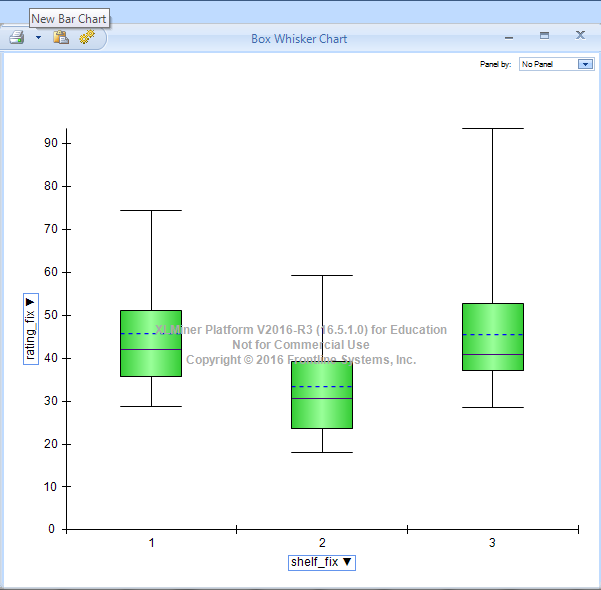 New Bar Chart
Box Whisker Chart
Panel by: No Panel
90
80
70
60
50
40
30
20
10
0
rating_fix ▼
XLMiner Platform V2016-R3 (16.5.1.0) for Education
Not for Commercial Use
Copyright © 2016 Frontline Systems, Inc.
1 2 3
shelf_fix ▼